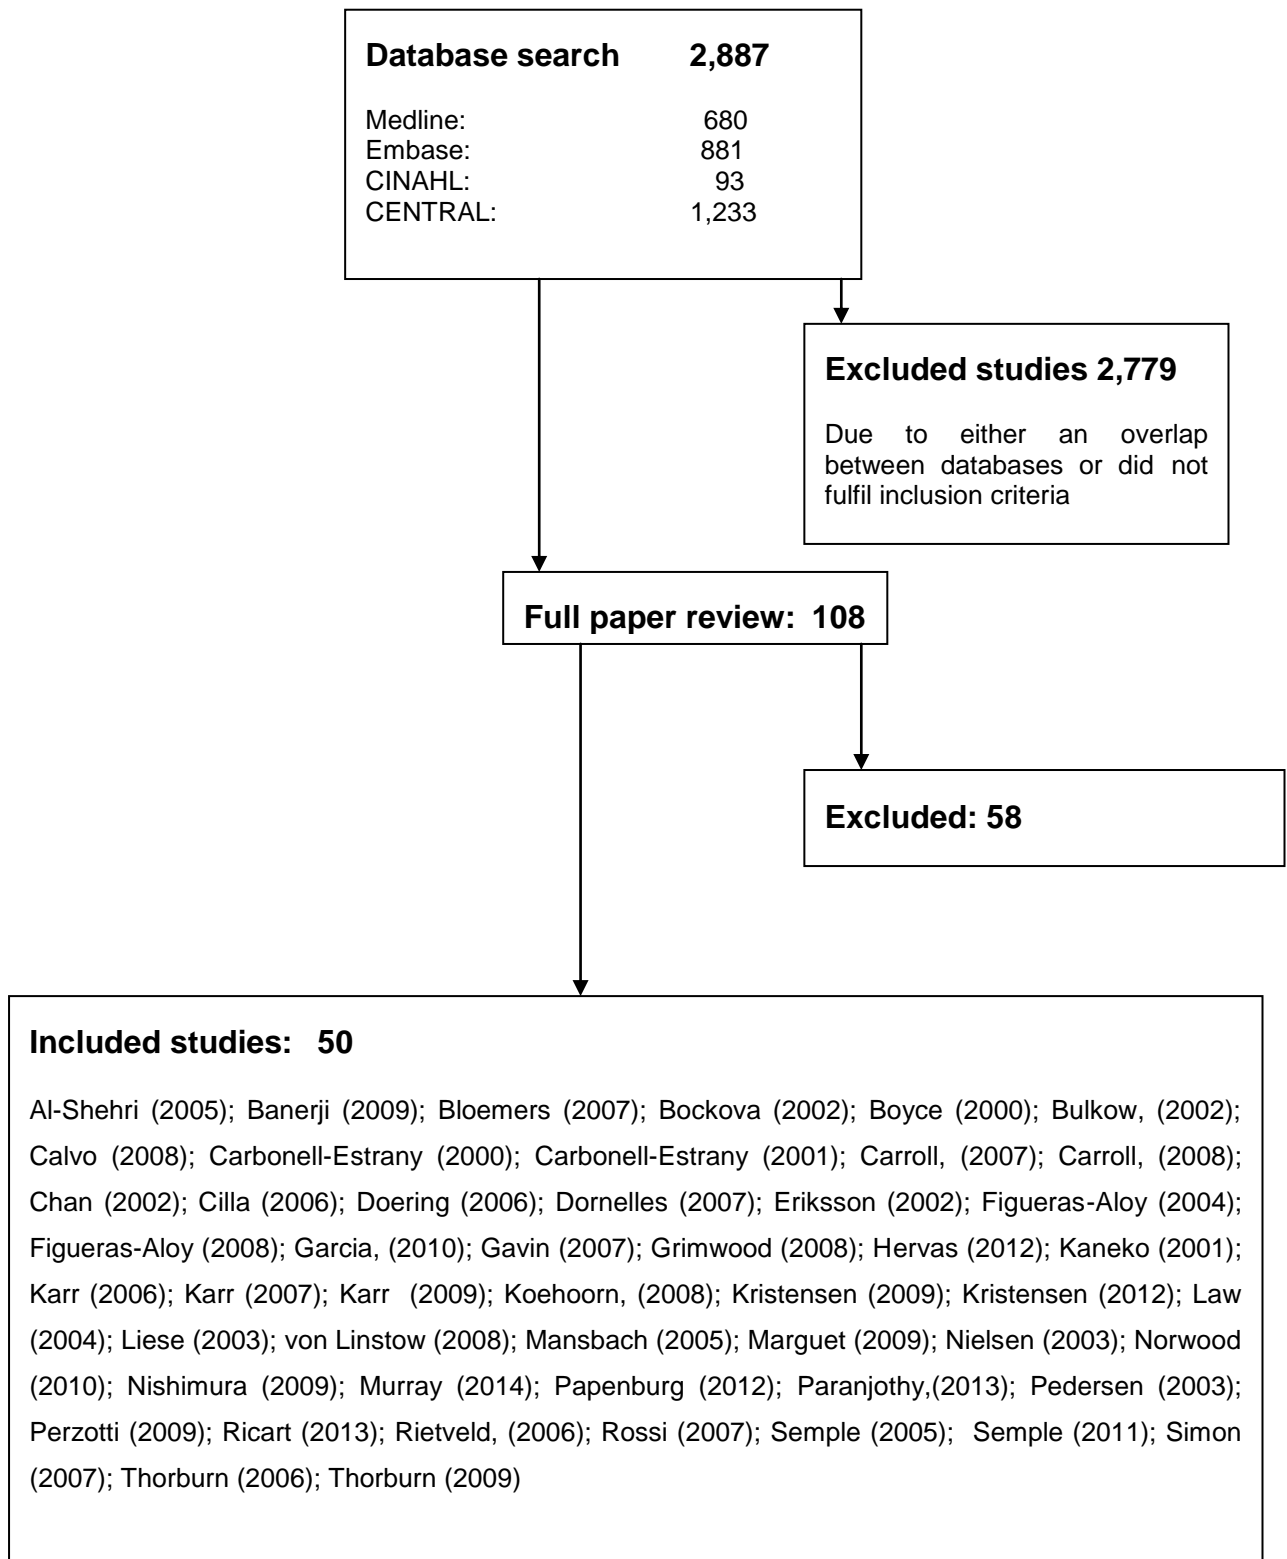 Database search 2,887
Medline: 680
Embase: 881
CINAHL: 93
CENTRAL: 1,233
Excluded studies 2,779
Due to either an overlap
between databases or did not
fulfil inclusion criteria
Full paper review: 108
Excluded: 58
Included studies: 50
Al-Shehri (2005); Banerji (2009); Bloemers (2007); Bockova (2002); Boyce (2000); Bulkow, (2002);
Calvo (2008); Carbonell-Estrany (2000); Carbonell-Estrany (2001); Carroll, (2007); Carroll, (2008);
Chan (2002); Cilla (2006); Doering (2006); Dornelles (2007); Eriksson (2002); Figueras-Aloy (2004);
Figueras-Aloy (2008); Garcia, (2010); Gavin (2007); Grimwood (2008); Hervas (2012); Kaneko (2001);
Karr (2006); Karr (2007); Karr (2009); Koehoorn, (2008); Kristensen (2009); Kristensen (2012); Law
(2004); Liese (2003); von Linstow (2008); Mansbach (2005); Marguet (2009); Nielsen (2003); Norwood
(2010); Nishimura (2009); Murray (2014); Papenburg (2012); Paranjothy,(2013); Pedersen (2003);
Perzotti (2009); Ricart (2013); Rietveld, (2006); Rossi (2007); Semple (2005); Semple (2011); Simon
(2007); Thorburn (2006); Thorburn (2009)